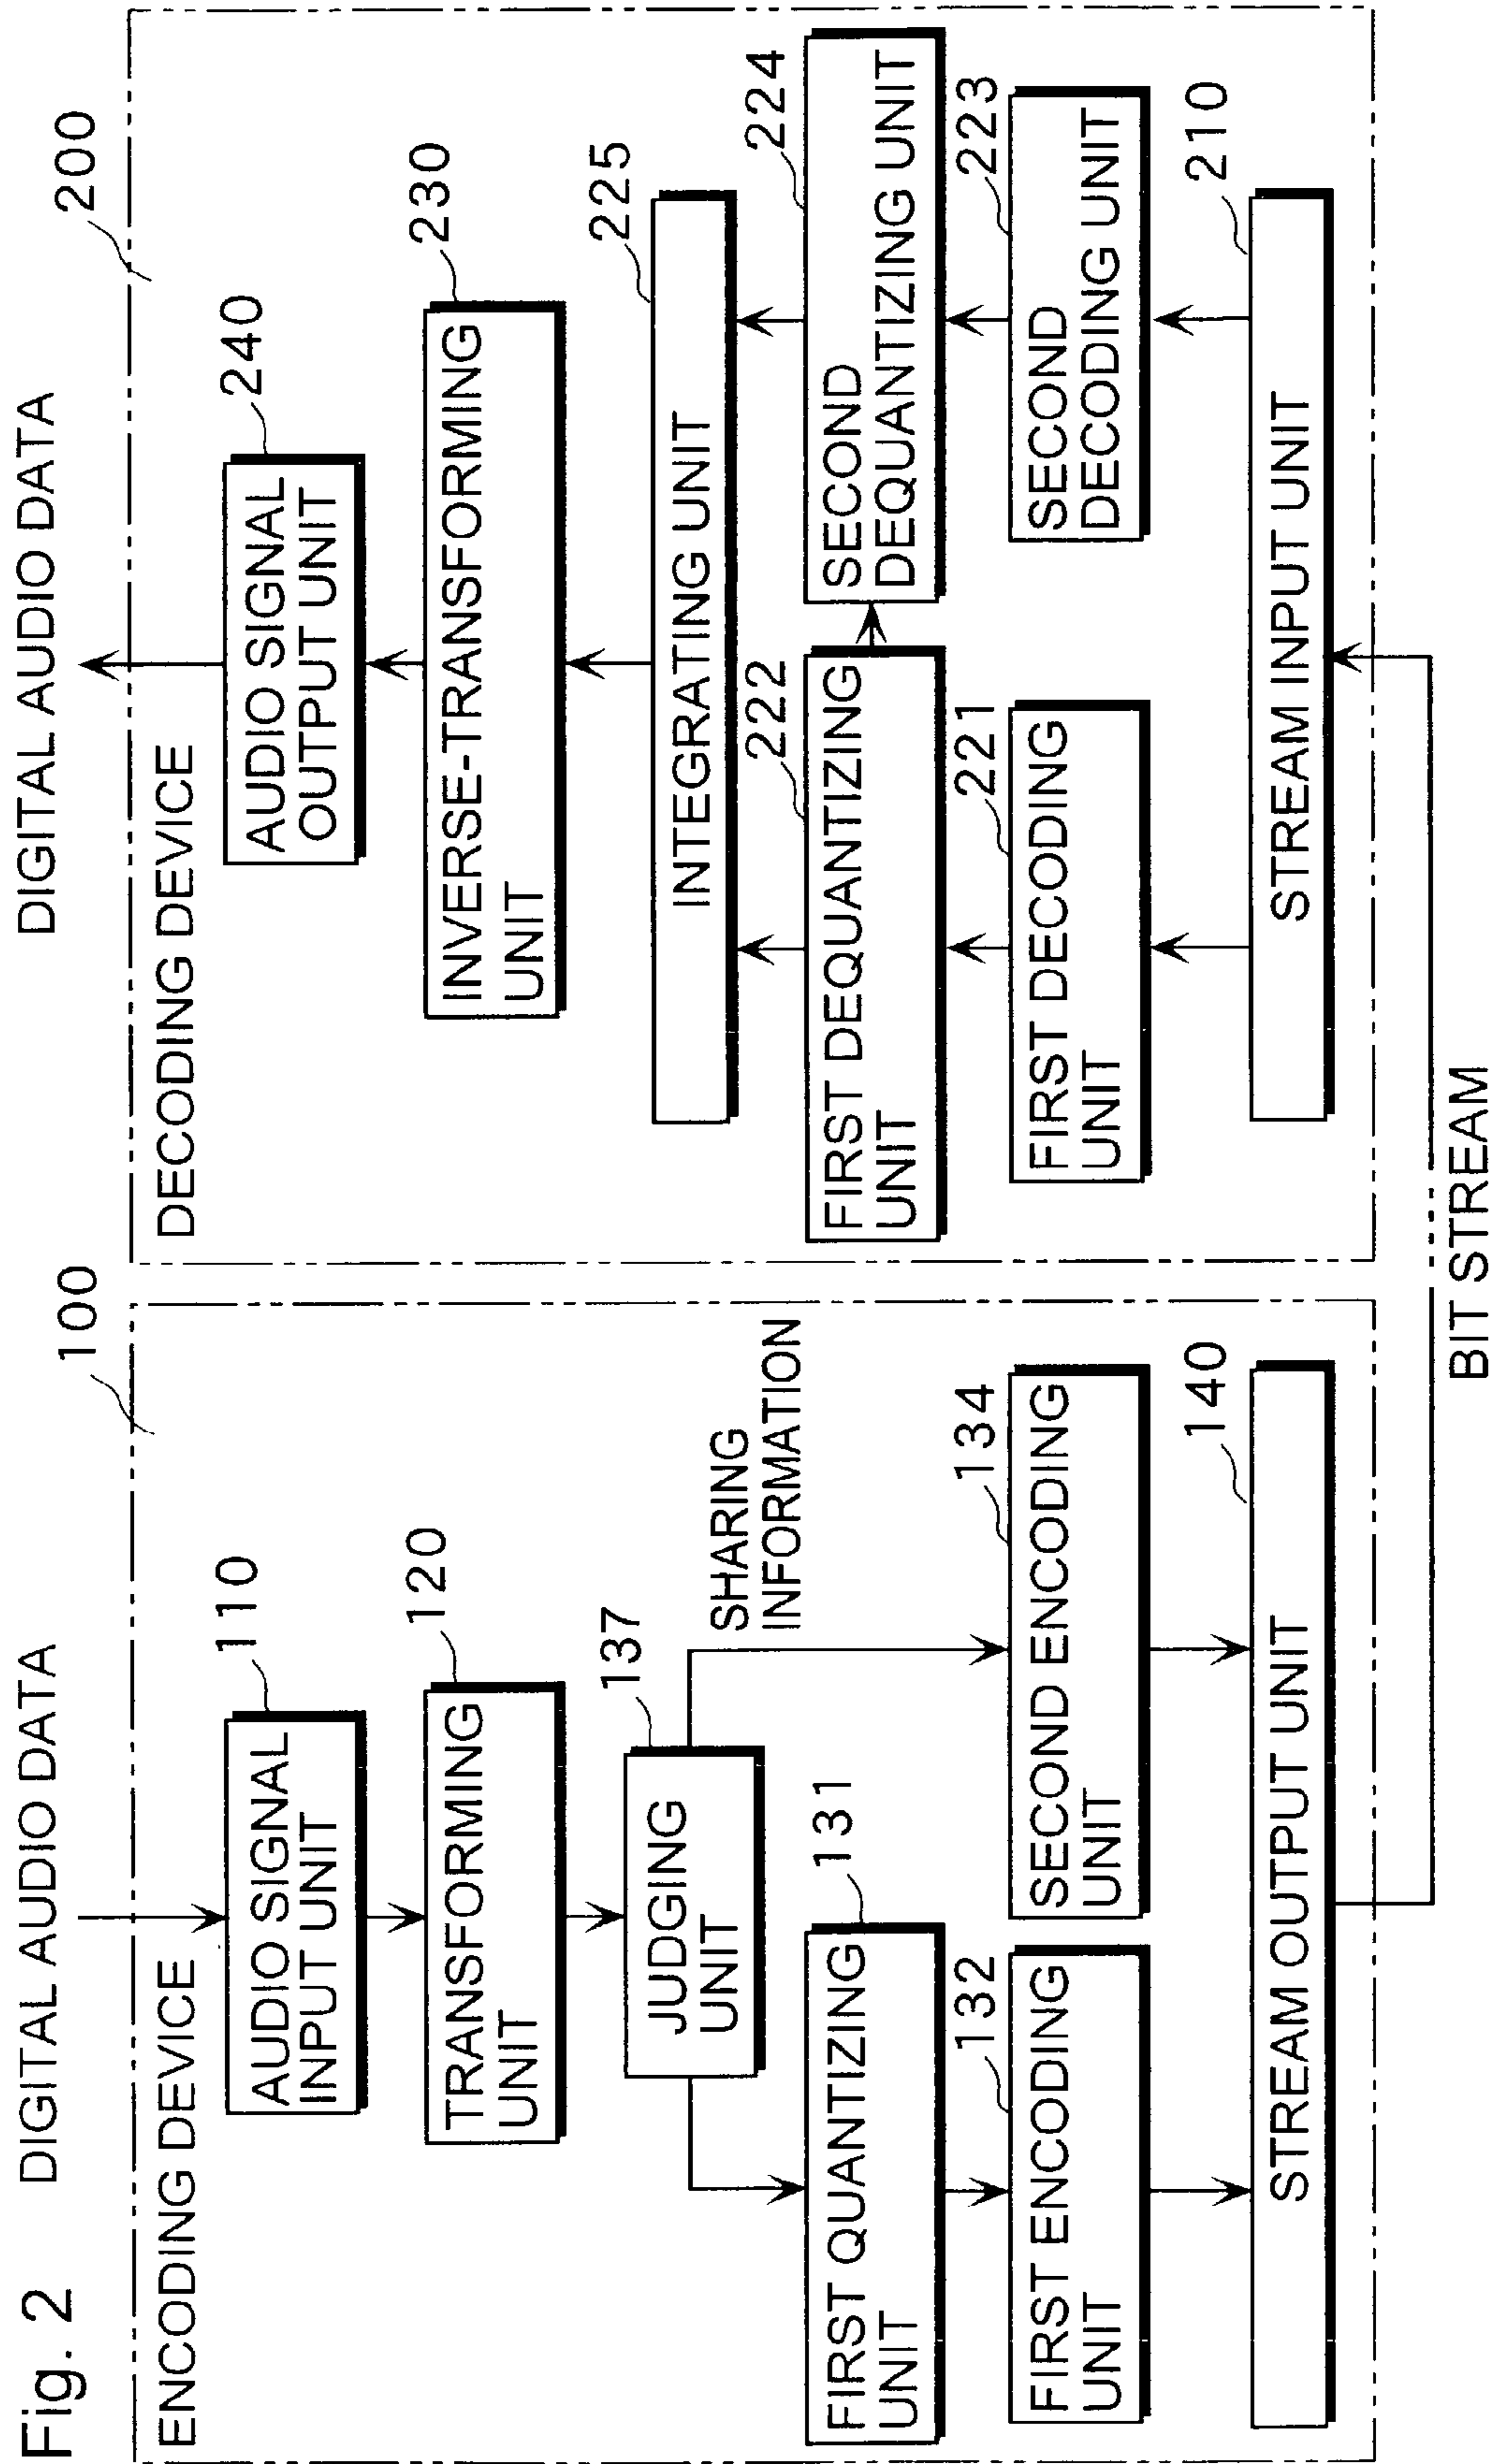 Fig. 2
DIGITAL AUDIO DATA
100
ENCODING DEVICE
110
AUDIO SIGNAL
INPUT UNIT
120
TRANSFORMING
UNIT
137
JUDGING
UNIT
SHARING
INFORMATION
131
FIRST QUANTIZING
UNIT
132
FIRST ENCODING
UNIT
134
SECOND ENCODING
UNIT
140
STREAM OUTPUT UNIT
BIT STREAM
DIGITAL AUDIO DATA
200
DECODING DEVICE
240
AUDIO SIGNAL
OUTPUT UNIT
230
INVERSE-TRANSFORMING
UNIT
225
INTEGRATING UNIT
222
FIRST DEQUANTIZING
UNIT
224
SECOND
DEQUANTIZING UNIT
221
FIRST DECODING
UNIT
223
SECOND
DECODING UNIT
210
STREAM INPUT UNIT